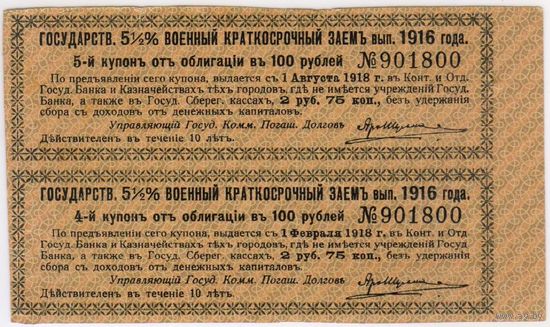 ГОСУДАРСТВ. 5½% ВОЕННЫЙ КРАТКОСРОЧНЫЙ ЗАЕМЪ вып. 1916 года.
5-й купонъ отъ облигаціи въ 100 рублей №901800
По предъявленіи сего купона, выдается съ 1 Августа 1918 г. въ Конт. и Отд.
Госуд. Банка и Казначействахъ тѣхъ городовъ, гдѣ не имѣется учрежденій Госуд.
Банка, а также въ Госуд. Сберег. кассахъ, 2 руб. 75 коп., безъ удержанія
сбора съ доходовъ отъ денежныхъ капиталовъ.
Управляющій Госуд. Комм. Погаш. Долговъ
Дѣйствителенъ въ теченіе 10 лѣтъ.
ГОСУДАРСТВ. 5½% ВОЕННЫЙ КРАТКОСРОЧНЫЙ ЗАЕМЪ вып. 1916 года.
4-й купонъ отъ облигаціи въ 100 рублей №901800
По предъявленіи сего купона, выдается съ 1 Февраля 1918 г. въ Конт. и Отд.
Госуд. Банка и Казначействахъ тѣхъ городовъ, гдѣ не имѣется учрежденій Госуд.
Банка, а также въ Госуд. Сберег. кассахъ, 2 руб. 75 коп., безъ удержанія
сбора съ доходовъ отъ денежныхъ капиталовъ.
Управляющій Госуд. Комм. Погаш. Долговъ
Дѣйствителенъ въ теченіе 10 лѣтъ.